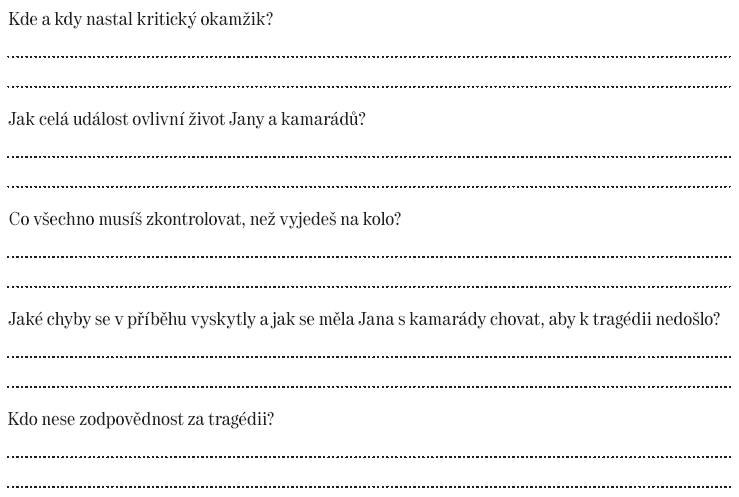 Kde a kdy nastal kritický okamžik?
Jak celá událost ovlivní život Jany a kamarádů?
Co všechno musíš zkontrolovat, než vyjedeš na kolo?
Jaké chyby se v příběhu vyskytly a jak se měla Jana s kamarády chovat, aby k tragédii nedošlo?
Kdo nese zodpovědnost za tragédii?